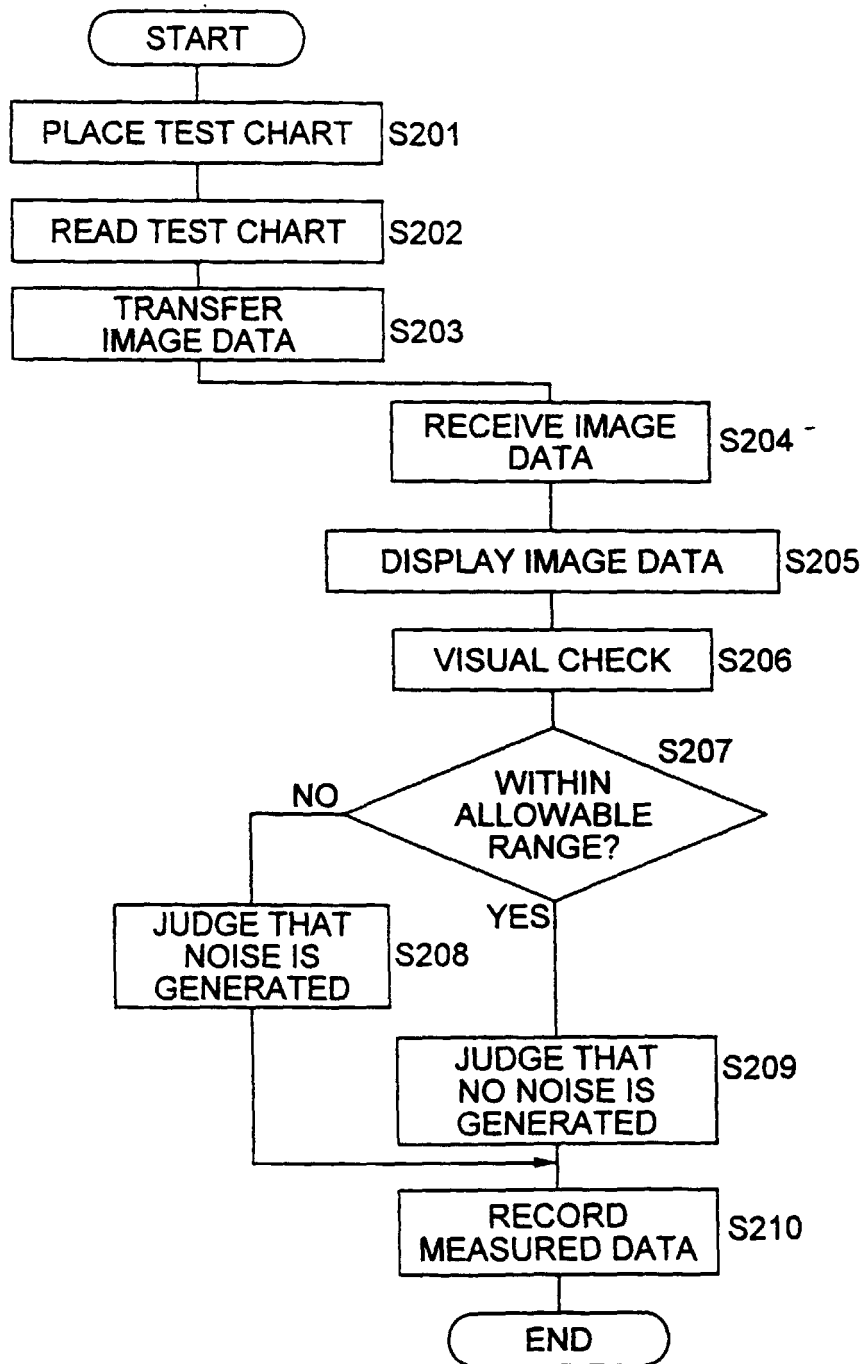 START
PLACE TEST CHART
S201
READ TEST CHART
S202
TRANSFER
IMAGE DATA
S203
RECEIVE IMAGE
DATA
S204
DISPLAY IMAGE DATA
S205
VISUAL CHECK
S206
S207
WITHIN
ALLOWABLE
RANGE?
NO
YES
JUDGE THAT
NOISE IS
GENERATED
S208
JUDGE THAT
NO NOISE IS
GENERATED
S209
RECORD
MEASURED DATA
S210
END